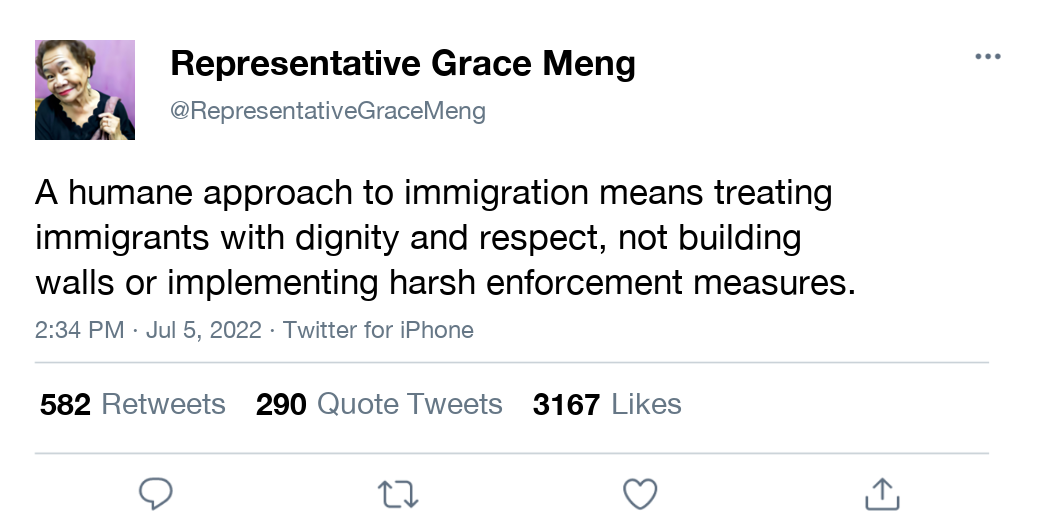 Representative Grace Meng
@RepresentativeGraceMeng
A humane approach to immigration means treating
immigrants with dignity and respect, not building
walls or implementing harsh enforcement measures.
2:34 PM · Jul 5, 2022 · Twitter for iPhone
582 Retweets 290 Quote Tweets 3167 Likes